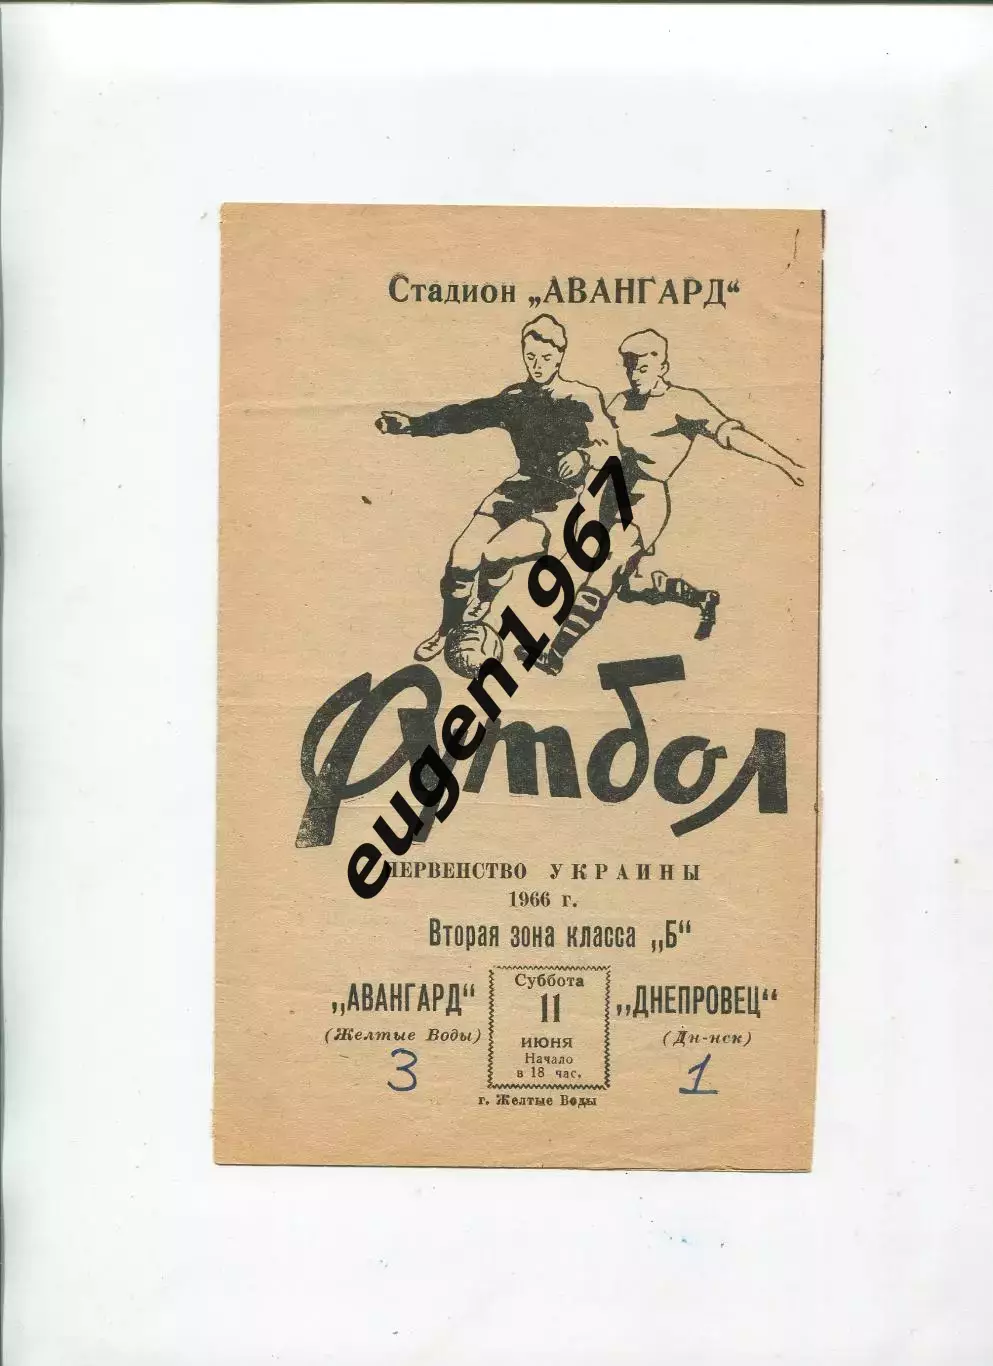 Стадион „АВАНГАРД“
Футбол
eugen1967
ПЕРВЕНСТВО УКРАИНЫ
1966 г.
Вторая зона класса „Б“
„АВАНГАРД“
(Желтые Воды)
3
Суббота
11
июня
Начало
в 18 час.
„ДНЕПРОВЕЦ“
(Дн-нск)
1
г. Желтые Воды